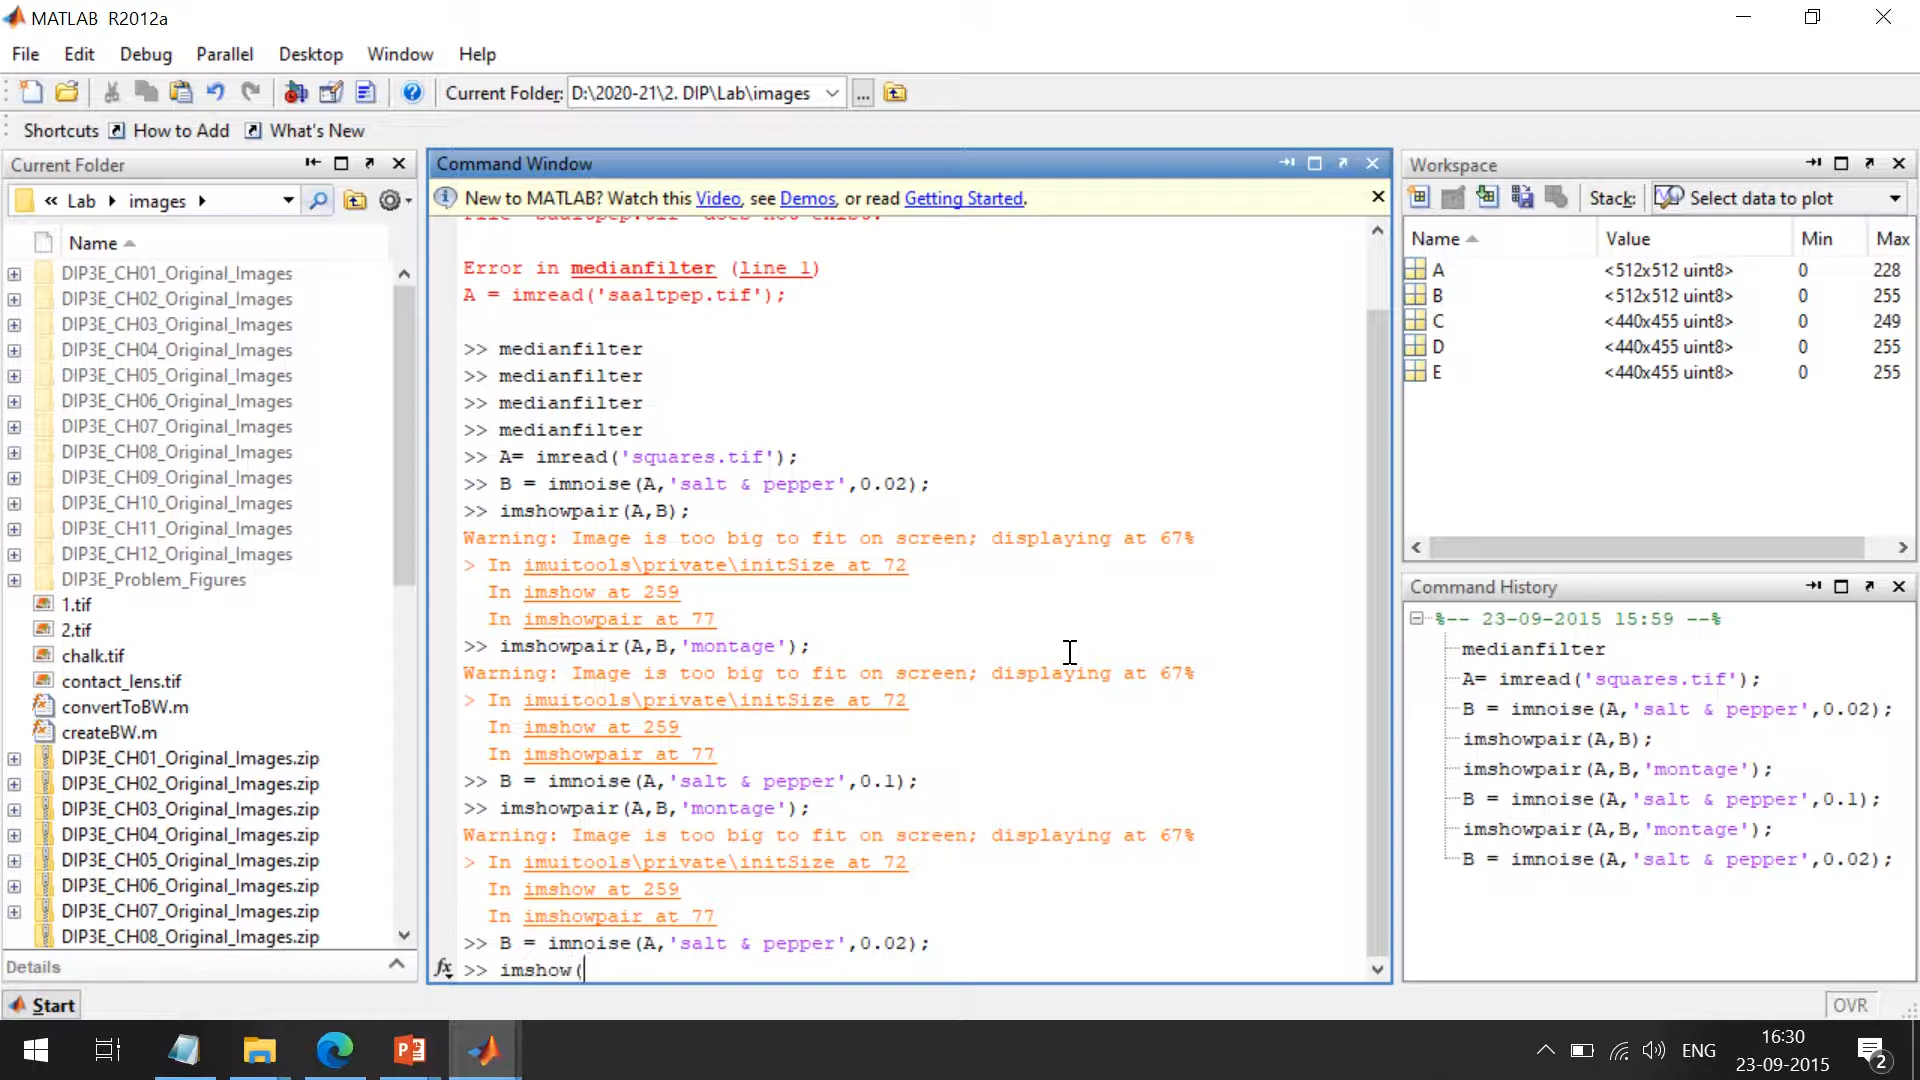 MATLAB R2012a
File Edit Debug Parallel Desktop Window Help
Current Folder: D:\2020-21\2. DIP\Lab\images ...
Shortcuts How to Add What's New
Current Folder
« Lab images
Name
DIP3E_CH01_Original_Images
DIP3E_CH02_Original_Images
DIP3E_CH03_Original_Images
DIP3E_CH04_Original_Images
DIP3E_CH05_Original_Images
DIP3E_CH06_Original_Images
DIP3E_CH07_Original_Images
DIP3E_CH08_Original_Images
DIP3E_CH09_Original_Images
DIP3E_CH10_Original_Images
DIP3E_CH11_Original_Images
DIP3E_CH12_Original_Images
DIP3E_Problem_Figures
1.tif
2.tif
chalk.tif
contact_lens.tif
convertToBW.m
createBW.m
DIP3E_CH01_Original_Images.zip
DIP3E_CH02_Original_Images.zip
DIP3E_CH03_Original_Images.zip
DIP3E_CH04_Original_Images.zip
DIP3E_CH05_Original_Images.zip
DIP3E_CH06_Original_Images.zip
DIP3E_CH07_Original_Images.zip
DIP3E_CH08_Original_Images.zip
Details
Start
Command Window
New to MATLAB? Watch this Video, see Demos, or read Getting Started.
Error in medianfilter (line 1)
A = imread('saaltpep.tif');
>> medianfilter
>> medianfilter
>> medianfilter
>> medianfilter
>> A= imread('squares.tif');
>> B = imnoise(A,'salt & pepper',0.02);
>> imshowpair(A,B);
Warning: Image is too big to fit on screen; displaying at 67%
> In imuitools\private\initSize at 72
In imshow at 259
In imshowpair at 77
>> imshowpair(A,B,'montage');
Warning: Image is too big to fit on screen; displaying at 67%
> In imuitools\private\initSize at 72
In imshow at 259
In imshowpair at 77
>> B = imnoise(A,'salt & pepper',0.1);
>> imshowpair(A,B,'montage');
Warning: Image is too big to fit on screen; displaying at 67%
> In imuitools\private\initSize at 72
In imshow at 259
In imshowpair at 77
>> B = imnoise(A,'salt & pepper',0.02);
fx >> imshow(
Workspace
Stack: Select data to plot
Name Value Min Max
A <512x512 uint8> 0 228
B <512x512 uint8> 0 255
C <440x455 uint8> 0 249
D <440x455 uint8> 0 255
E <440x455 uint8> 0 255
Command History
%-- 23-09-2015 15:59 --%
medianfilter
A= imread('squares.tif');
B = imnoise(A,'salt & pepper',0.02);
imshowpair(A,B);
imshowpair(A,B,'montage');
B = imnoise(A,'salt & pepper',0.1);
imshowpair(A,B,'montage');
B = imnoise(A,'salt & pepper',0.02);
OVR
ENG
16:30
23-09-2015
2